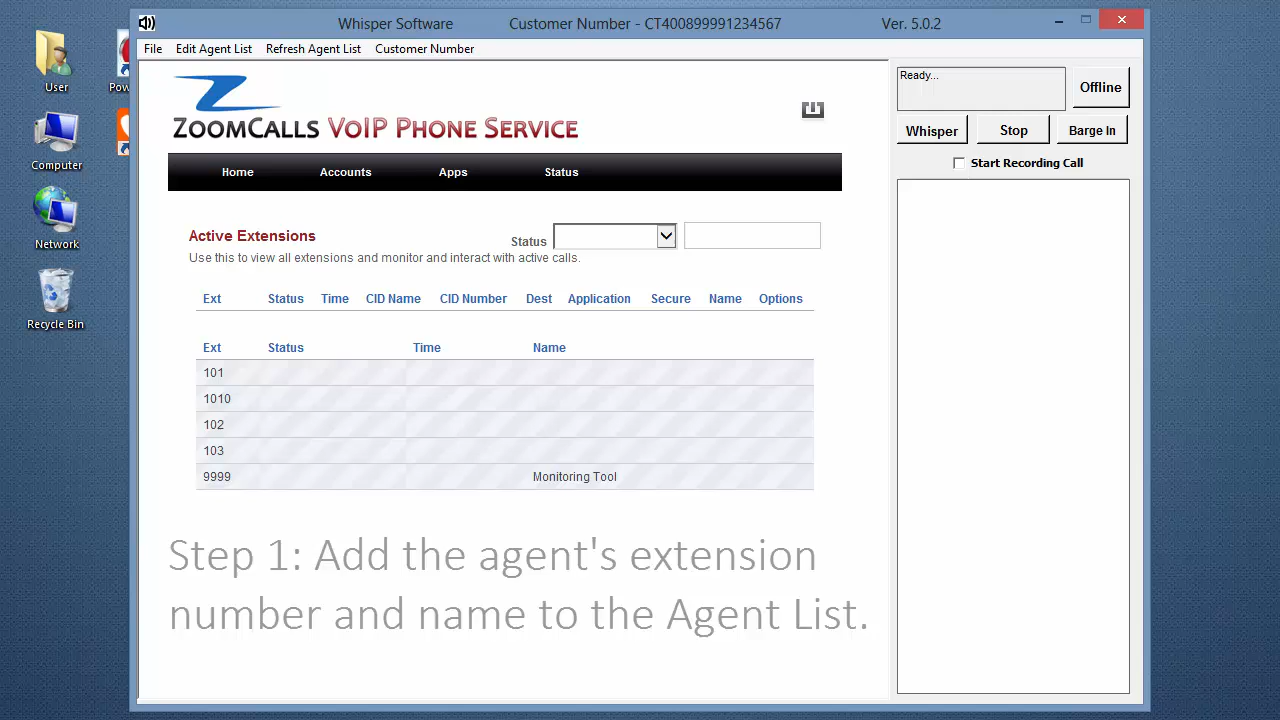 Whisper Software Customer Number - CT400899991234567 Ver. 5.0.2
File Edit Agent List Refresh Agent List Customer Number
User
Computer
Network
Recycle Bin
ZOOMCALLS VOIP PHONE SERVICE
Home Accounts Apps Status
Active Extensions
Status
Use this to view all extensions and monitor and interact with active calls.
Ext Status Time CID Name CID Number Dest Application Secure Name Options
Ext Status Time Name
101
1010
102
103
9999 Monitoring Tool
Step 1: Add the agent's extension
number and name to the Agent List.
Ready...
Offline
Whisper Stop Barge In
Start Recording Call